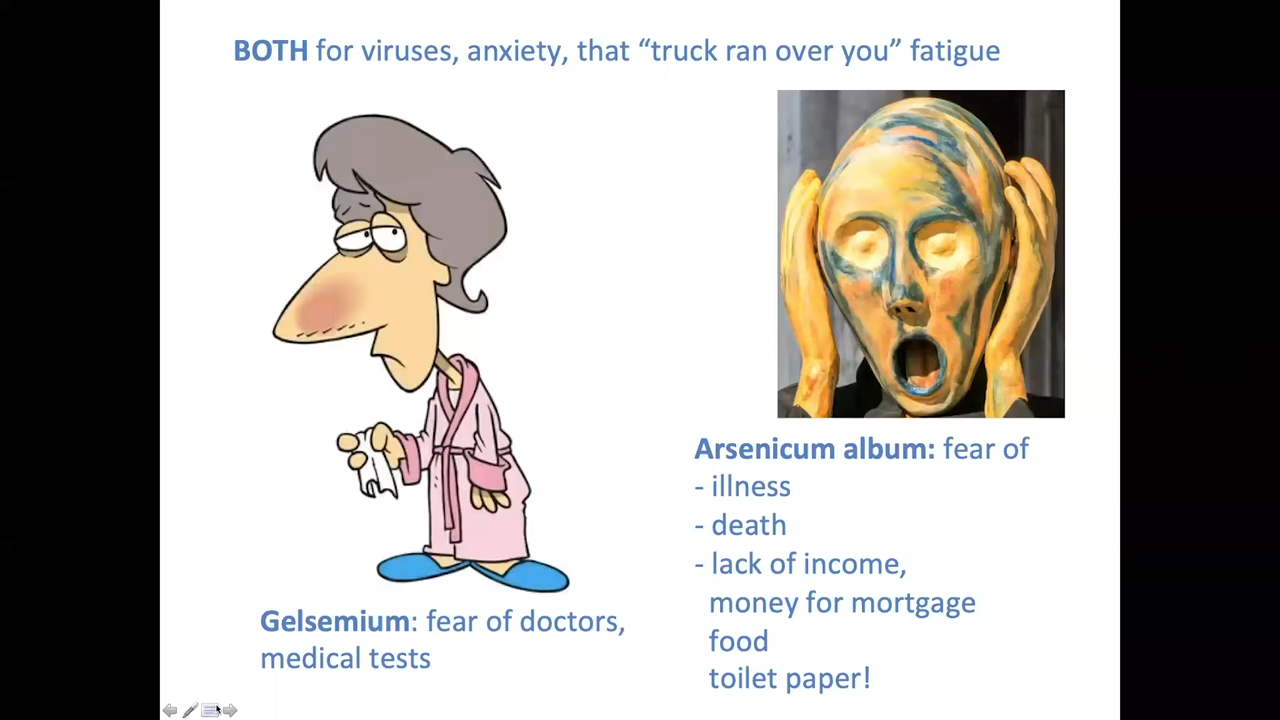 BOTH for viruses, anxiety, that “truck ran over you” fatigue
Gelsemium: fear of doctors,
medical tests
Arsenicum album: fear of
- illness
- death
- lack of income,
money for mortgage
food
toilet paper!